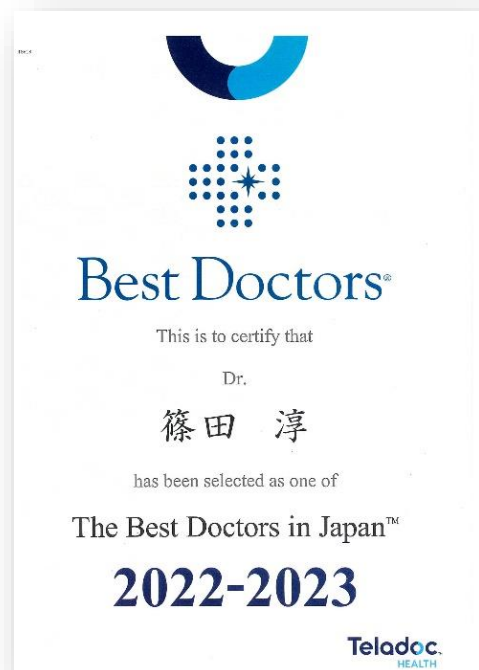 Best Doctors®
This is to certify that
Dr.
篠田 淳
has been selected as one of
The Best Doctors in Japan™
2022-2023
Teladoc.
HEALTH